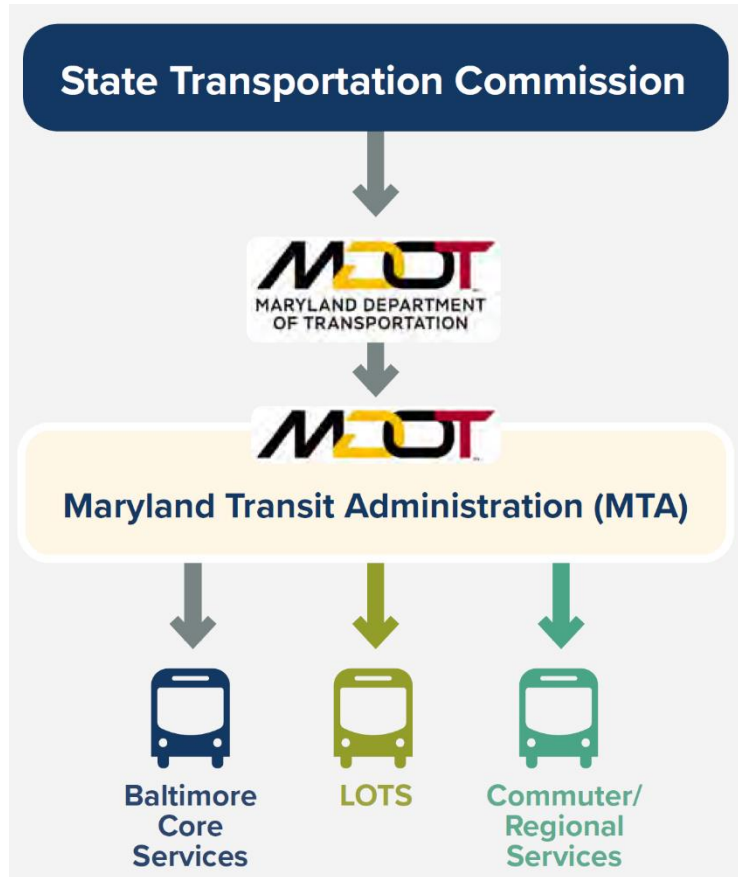 State Transportation Commission
MDOT
MARYLAND DEPARTMENT
OF TRANSPORTATION
MDOT
Maryland Transit Administration (MTA)
Baltimore
Core
Services
LOTS
Commuter/
Regional
Services